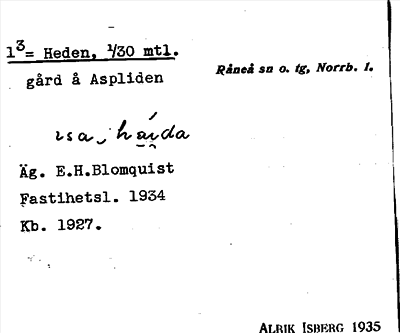 1³= Heden, 1/30 mtl.
Råneå sn o. tg, Norrb. l.
gård å Aspliden
Äg. E.H.Blomquist
Fastihetsl. 1934
Kb. 1927.
ALRIK ISBERG 1935